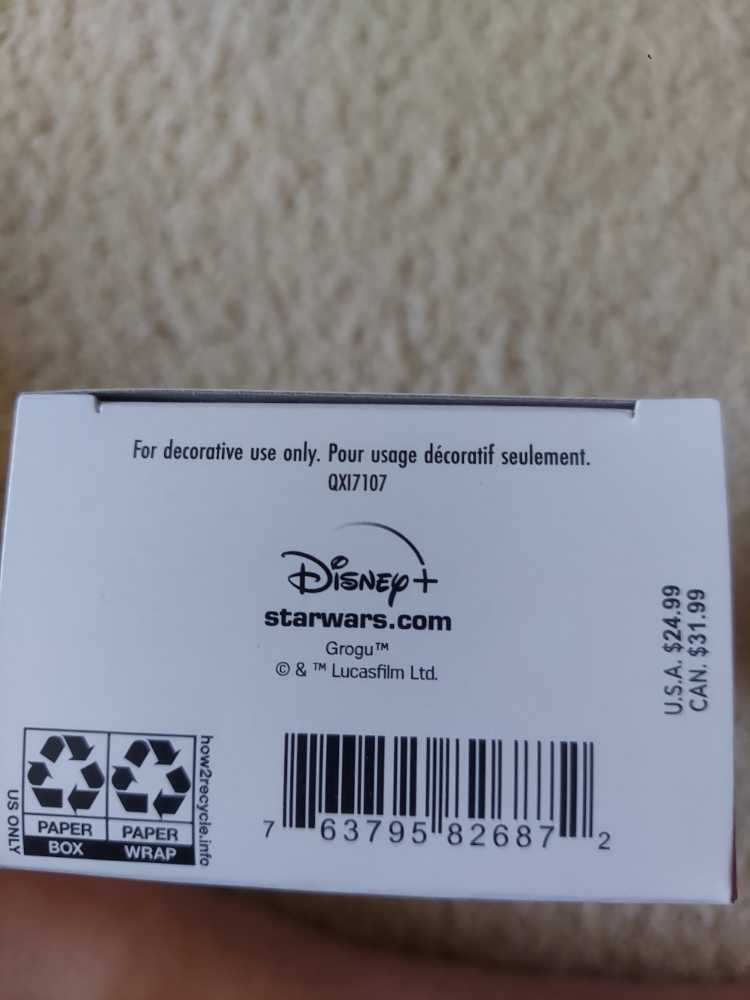 For decorative use only. Pour usage décoratif seulement.
QXI7107
Disney+
starwars.com
Grogu™
© & ™ Lucasfilm Ltd.
U.S.A. $24.99
CAN. $31.99
US ONLY
PAPER
BOX
PAPER
WRAP
how2recycle.info
7 63795 82687 2